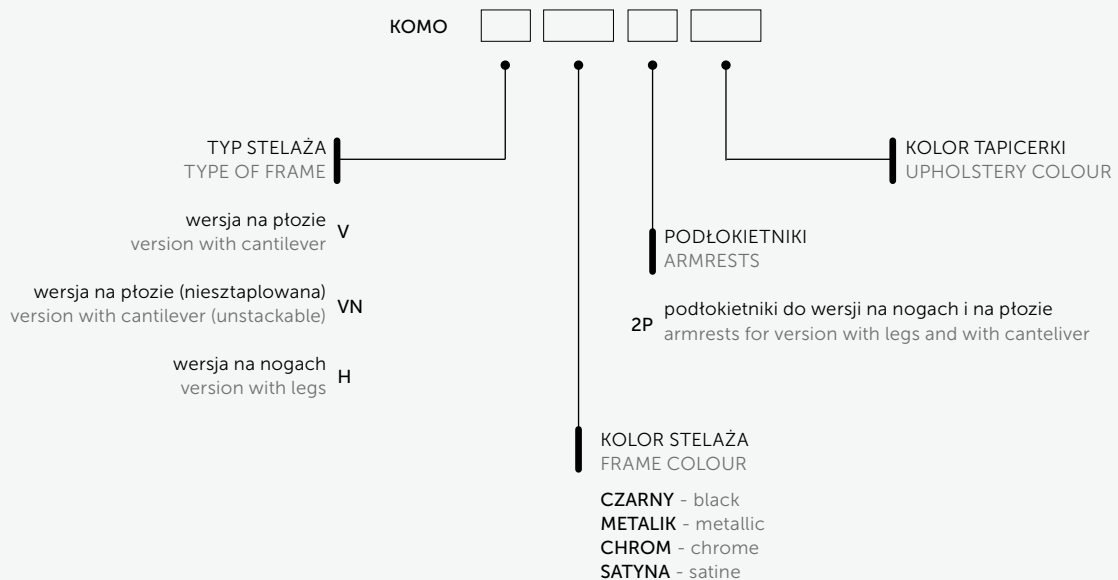 KOMO
TYP STELAŻA
TYPE OF FRAME
wersja na płozie
version with cantilever
V
wersja na płozie (niesztaplowana)
version with cantilever (unstackable)
VN
wersja na nogach
version with legs
H
KOLOR STELAŻA
FRAME COLOUR
CZARNY - black
METALIK - metallic
CHROM - chrome
SATYNA - satine
PODŁOKIETNIKI
ARMRESTS
2P
podłokietniki do wersji na nogach i na płozie
armrests for version with legs and with canteliver
KOLOR TAPICERKI
UPHOLSTERY COLOUR